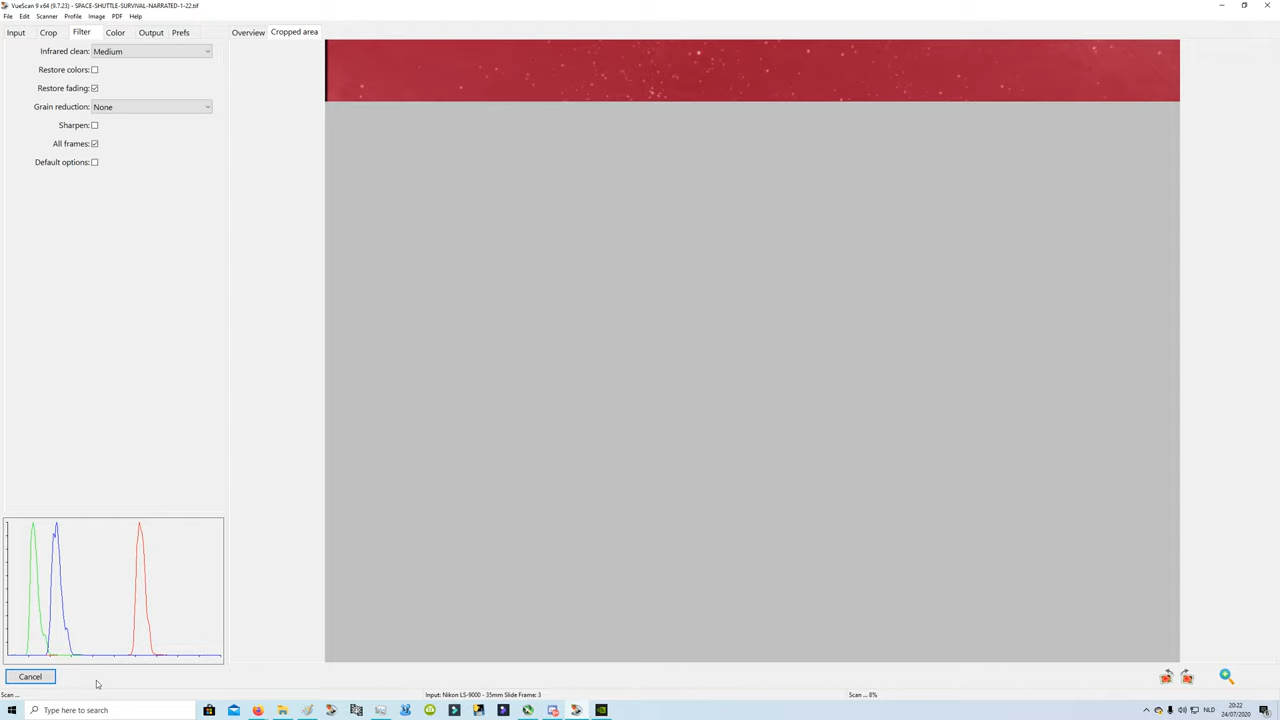 VueScan 9 x64 (9.7.23) - SPACE-SHUTTLE-SURVIVAL-NARRATED-1-22.tif
File Edit Scanner Profile Image PDF Help
Input Crop Filter Color Output Prefs Overview Cropped area
Infrared clean: Medium
Restore colors:
Restore fading:
Grain reduction: None
Sharpen:
All frames:
Default options:
Cancel
Scan ... Input: Nikon LS-9000 - 35mm Slide Frame: 3 Scan ... 8%
Type here to search NLD 20:22
24/07/2020